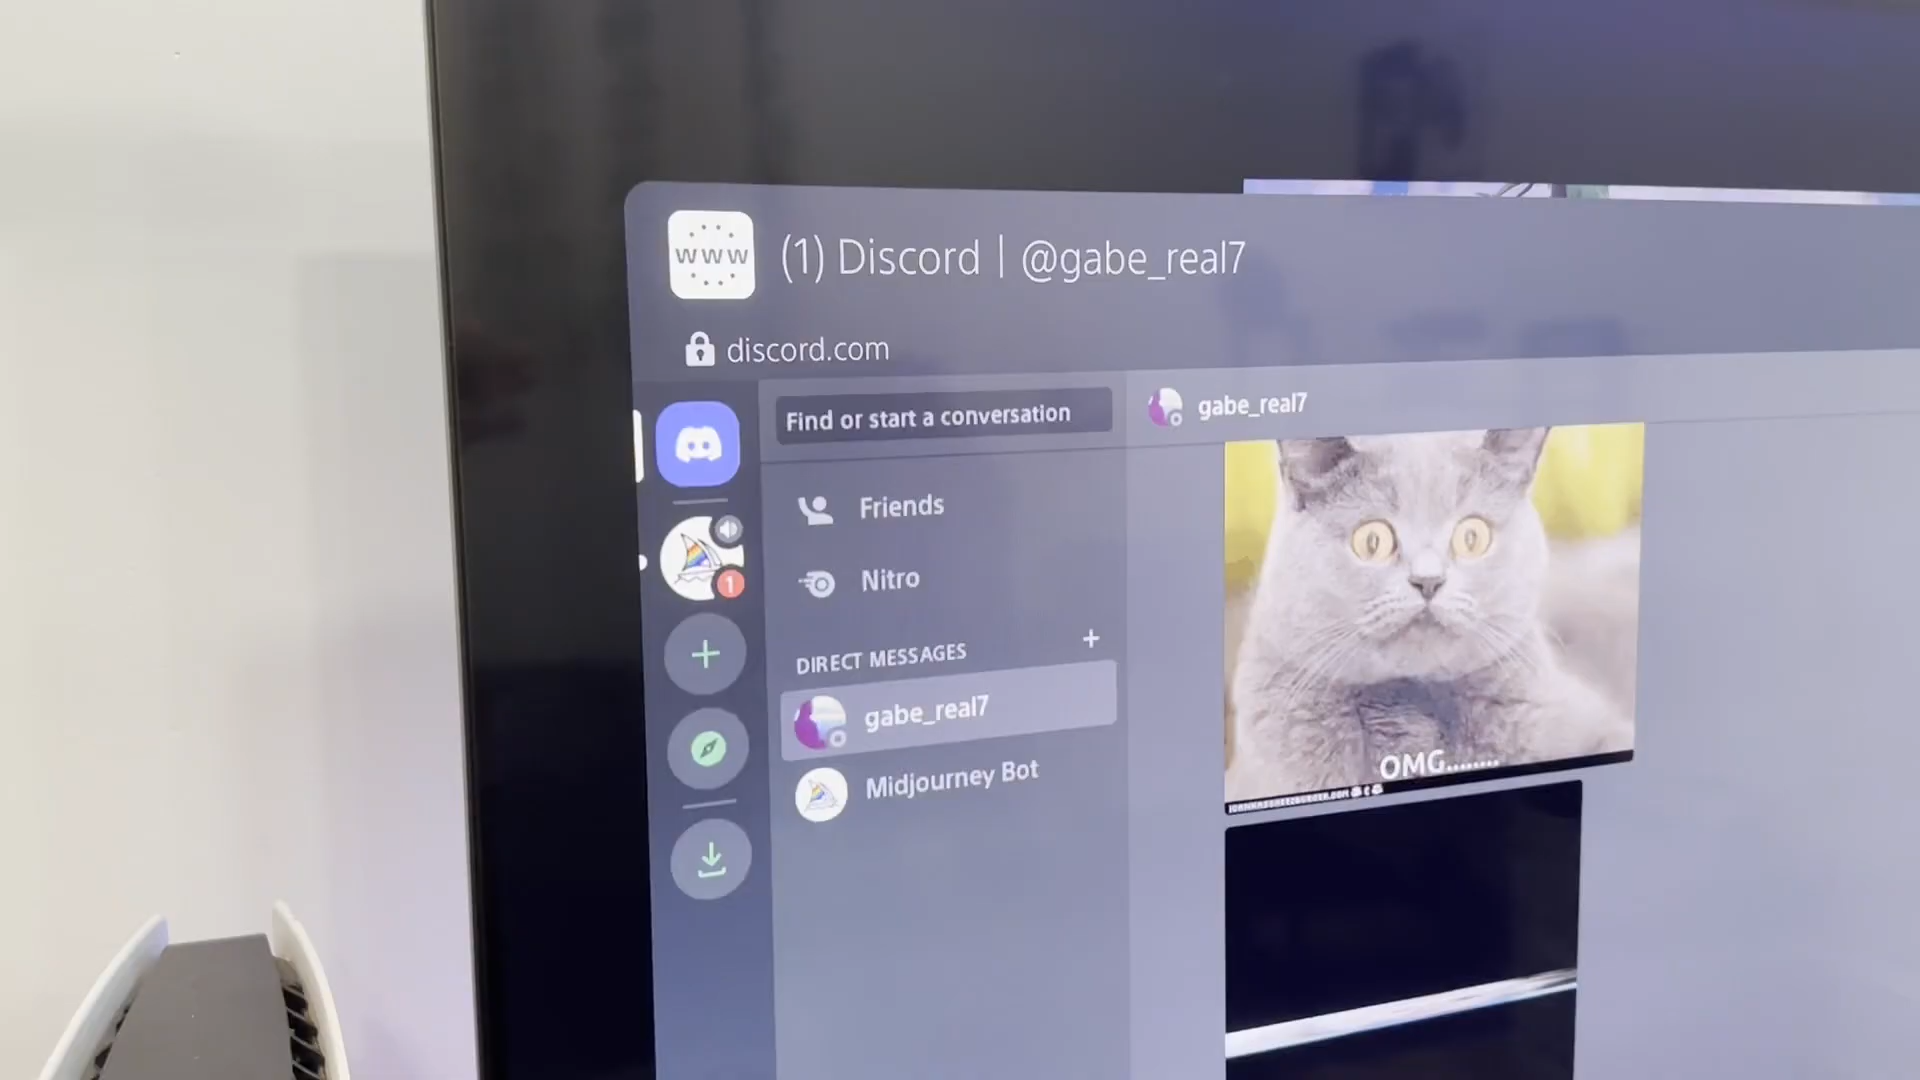 www
(1) Discord | @gabe_real7
discord.com
Find or start a conversation
gabe_real7
Friends
Nitro
DIRECT MESSAGES
gabe_real7
Midjourney Bot
1
OMG........